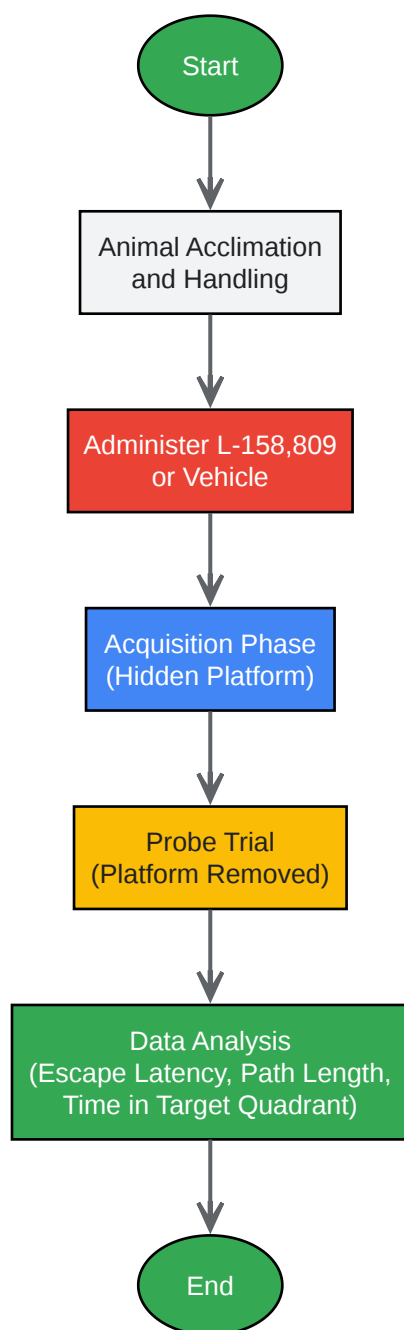 Start
Animal Acclimation
and Handling
Administer L-158,809
or Vehicle
Acquisition Phase
(Hidden Platform)
Probe Trial
(Platform Removed)
Data Analysis
(Escape Latency, Path Length,
Time in Target Quadrant)
End